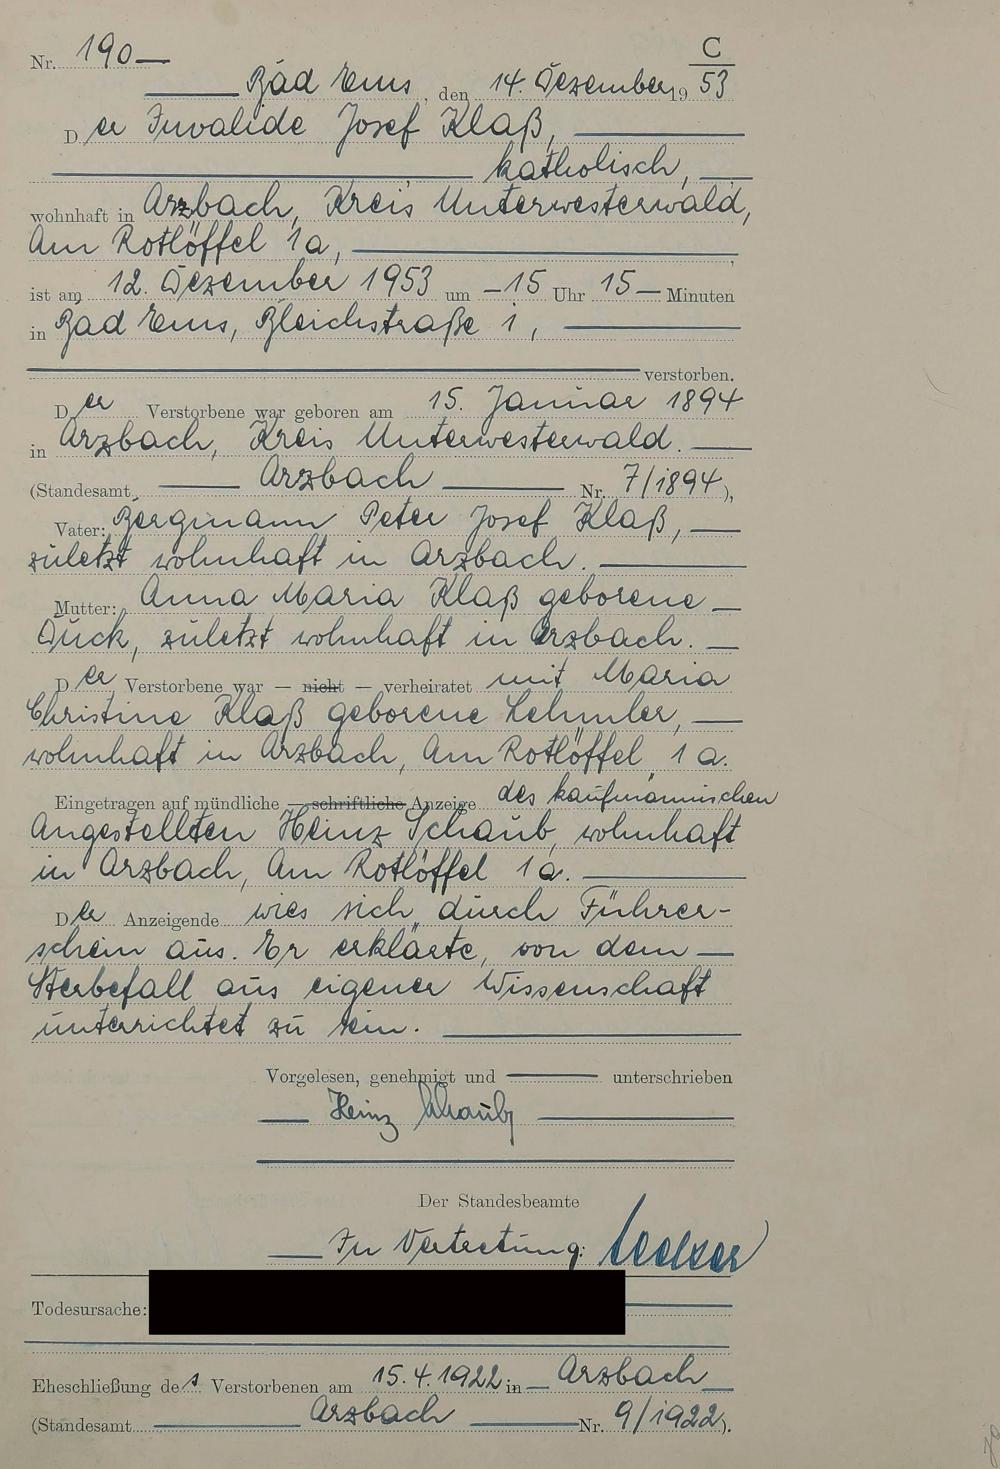 C
Nr. 190 —
Bad Ems, den 14. Dezember 19 53
Der Invalide Josef Klaß,
katholisch,
wohnhaft in Arzbach, Kreis Unterwesterwald,
Am Rotlöffel 1a,
ist am 12. Dezember 1953 um — 15 Uhr 15 — Minuten
in Bad Ems, Bleichstraße 1,
verstorben.
Der Verstorbene war geboren am 15. Januar 1894
in Arzbach, Kreis Unterwesterwald.
(Standesamt Arzbach Nr. 7/1894),
Vater: Bergmann Peter Josef Klaß,
zuletzt wohnhaft in Arzbach.
Mutter: Anna Maria Klaß geborene
Duck, zuletzt wohnhaft in Arzbach.
Der Verstorbene war — nicht — verheiratet mit Maria
Christine Klaß geborene Lehmler,
wohnhaft in Arzbach, Am Rotlöffel 1a.
Eingetragen auf mündliche — schriftliche Anzeige des kaufmännischen
Angestellten Heinz Schaub, wohnhaft
in Arzbach, Am Rotlöffel 1a.
Der Anzeigende wies sich durch Führer-
schein aus. Er erklärte, von dem
Sterbefall aus eigener Wissenschaft
unterrichtet zu sein.
Vorgelesen, genehmigt und unterschrieben
Heinz Schaub
Der Standesbeamte
In Vertretung:
Todesursache:
Eheschließung des Verstorbenen am 15.4.1922 in — Arzbach
(Standesamt Arzbach Nr. 9/1922).